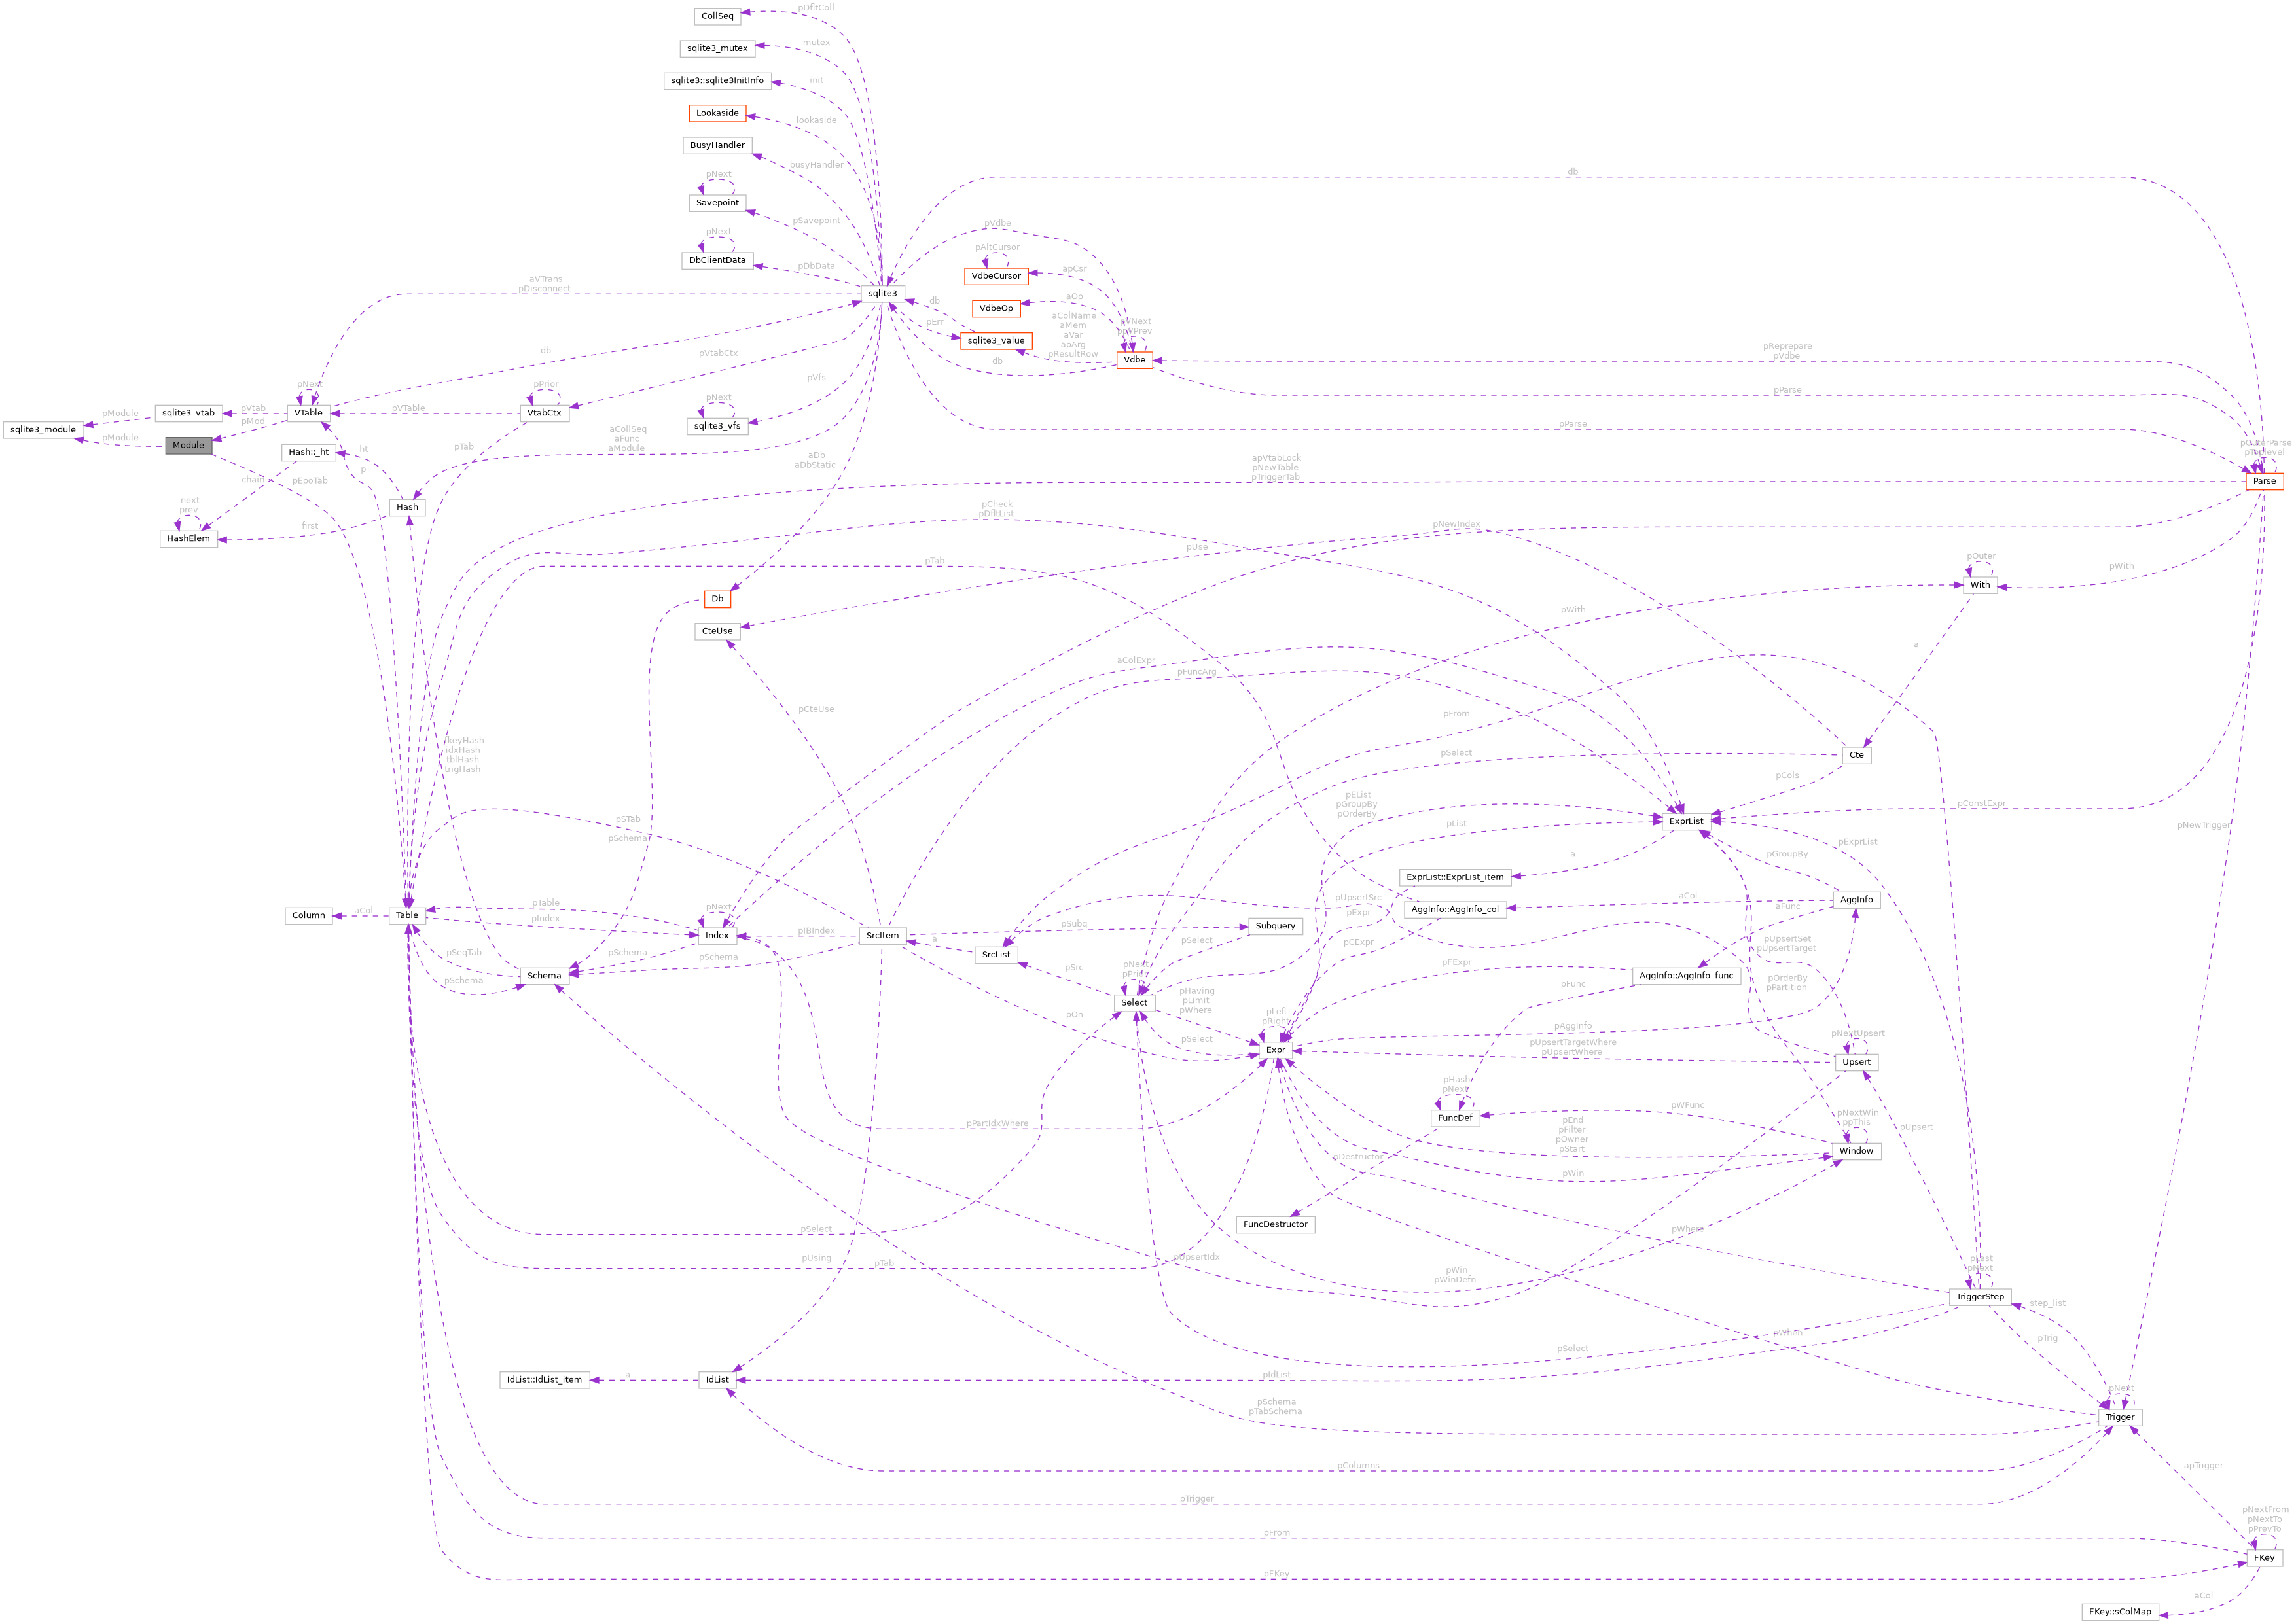 CollSeq
pDfltColl
sqlite3_mutex
mutex
sqlite3::sqlite3InitInfo
init
Lookaside
lookaside
BusyHandler
busyHandler
pNext
Savepoint
pSavepoint
db
pNext
DbClientData
pDbData
pVdbe
pAltCursor
VdbeCursor
apCsr
aVTrans
pDisconnect
sqlite3
VdbeOp
aOp
db
pErr
sqlite3_value
aColName
aMem
aVar
apArg
pResultRow
pVNext
ppVPrev
Vdbe
db
db
pVtabCtx
pReprepare
pVdbe
pParse
pVfs
pNext
sqlite3_vfs
pNext
VTable
pPrior
VtabCtx
pVTable
sqlite3_vtab
pVtab
pModule
sqlite3_module
pModule
pMod
Module
Hash::_ht
ht
p
pTab
aCollSeq
aFunc
aModule
pParse
aDb
aDbStatic
pOuterParse
pToplevel
Parse
apVtabLock
pNewTable
pTriggerTab
pEpoTab
chain
next
prev
HashElem
first
Hash
pCheck
pDfltList
pNewIndex
pUse
pTab
pOuter
With
pWith
pWith
Db
CteUse
a
aColExpr
pFuncArg
pCteUse
pFrom
pSelect
Cte
pCols
fkeyHash
idxHash
tblHash
trigHash
pSTab
pSchema
pEList
pGroupBy
pOrderBy
pList
ExprList
pConstExpr
pNewTrigger
pExprList
a
pGroupBy
ExprList::ExprList_item
pExpr
AggInfo::AggInfo_col
aCol
AggInfo
aFunc
pUpsertSrc
Column
aCol
Table
pTable
pIndex
pNext
Index
pIBIndex
SrcItem
pSubq
Subquery
a
SrcList
pSelect
pCExpr
pUpsertSet
pUpsertTarget
pSeqTab
pSchema
Schema
pSchema
pSchema
pSrc
pNext
pPrior
Select
pFExpr
AggInfo::AggInfo_func
pFunc
pOrderBy
pPartition
pHaving
pLimit
pWhere
pOn
pSelect
pLeft
pRight
Expr
pAggInfo
pUpsertTargetWhere
pUpsertWhere
pNextUpsert
Upsert
pHash
pNext
FuncDef
pWFunc
pNextWin
ppThis
Window
pUpsert
pPartIdxWhere
pEnd
pFilter
pOwner
pStart
pDestructor
pWin
FuncDestructor
pSelect
pWhere
pUsing
pTab
pUpsertIdx
pWin
pWinDefn
pLast
pNext
TriggerStep
step_list
pTrig
pWhen
pSelect
IdList::IdList_item
a
IdList
pIdList
pSchema
pTabSchema
pNext
Trigger
pColumns
pTrigger
apTrigger
pFrom
pNextFrom
pNextTo
pPrevTo
FKey
pFKey
aCol
FKey::sColMap